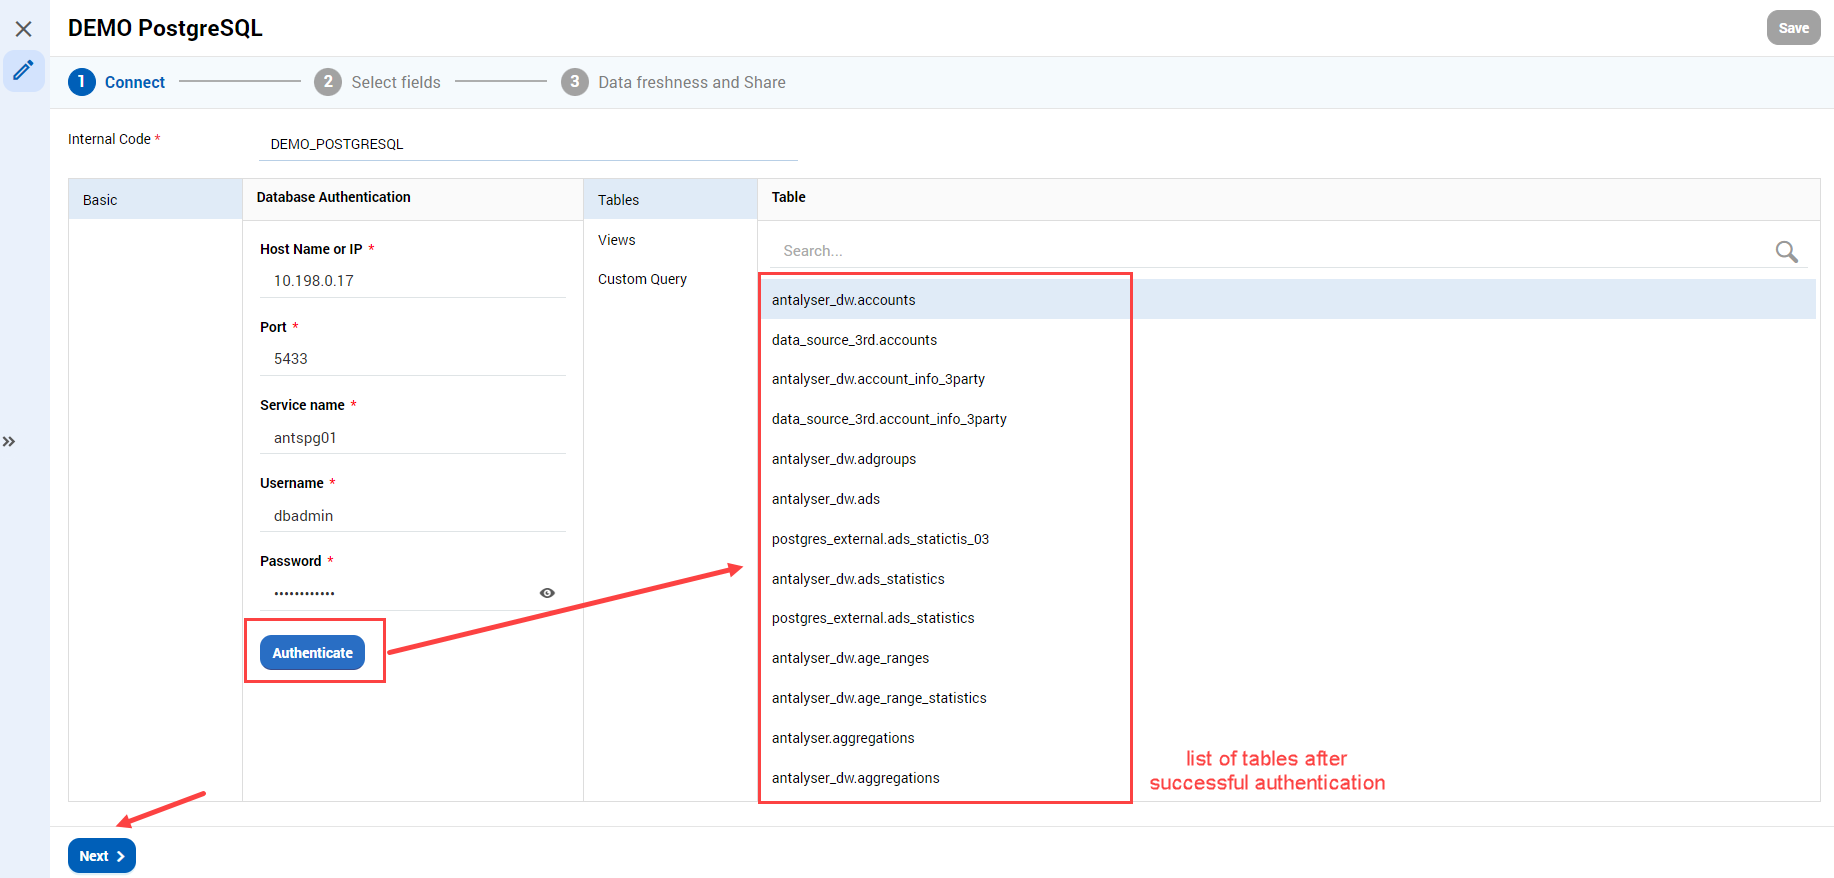 DEMO PostgreSQL
Save
1 Connect 2 Select fields 3 Data freshness and Share
Internal Code *
DEMO_POSTGRESQL
Basic
Database Authentication
Host Name or IP *
10.198.0.17
Port *
5433
Service name *
antspg01
Username *
dbadmin
Password *
••••••••••••
Authenticate
Tables
Views
Custom Query
Table
Search...
antalyser_dw.accounts
data_source_3rd.accounts
antalyser_dw.account_info_3party
data_source_3rd.account_info_3party
antalyser_dw.adgroups
antalyser_dw.ads
postgres_external.ads_statictis_03
antalyser_dw.ads_statistics
postgres_external.ads_statistics
antalyser_dw.age_ranges
antalyser_dw.age_range_statistics
antalyser.aggregations
antalyser_dw.aggregations
list of tables after
successful authentication
Next